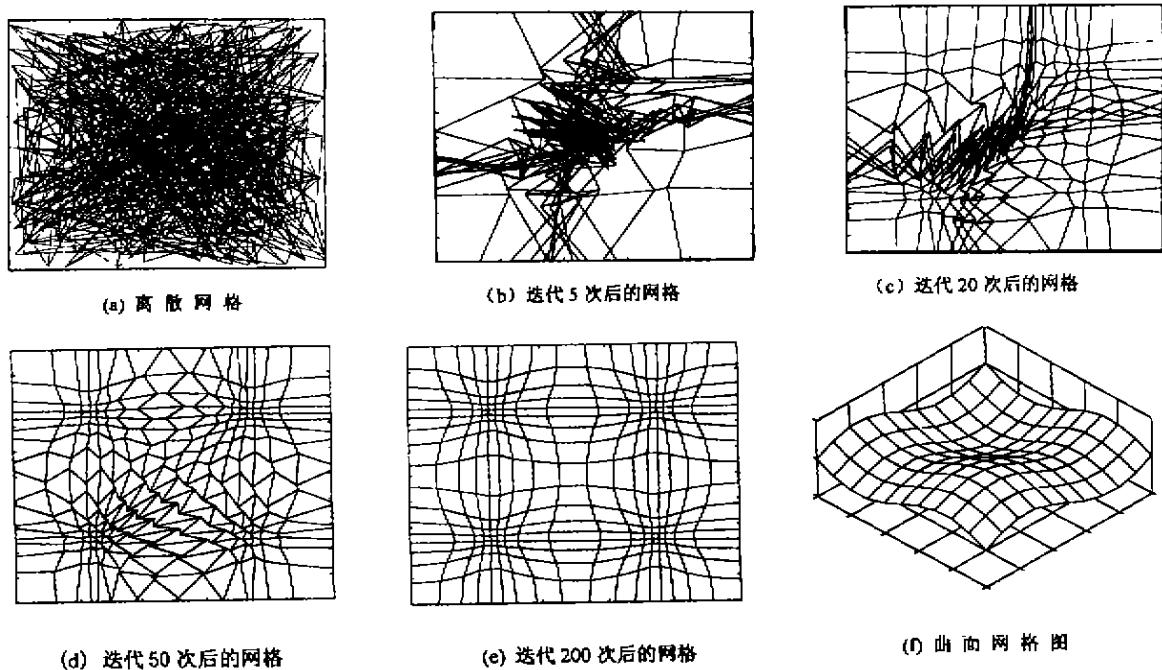 (a) 离 散 网 格
(b) 迭代 5 次后的网格
(c) 迭代 20 次后的网格
(d) 迭代 50 次后的网格
(e) 迭代 200 次后的网格
(f) 曲 面 网 格 图